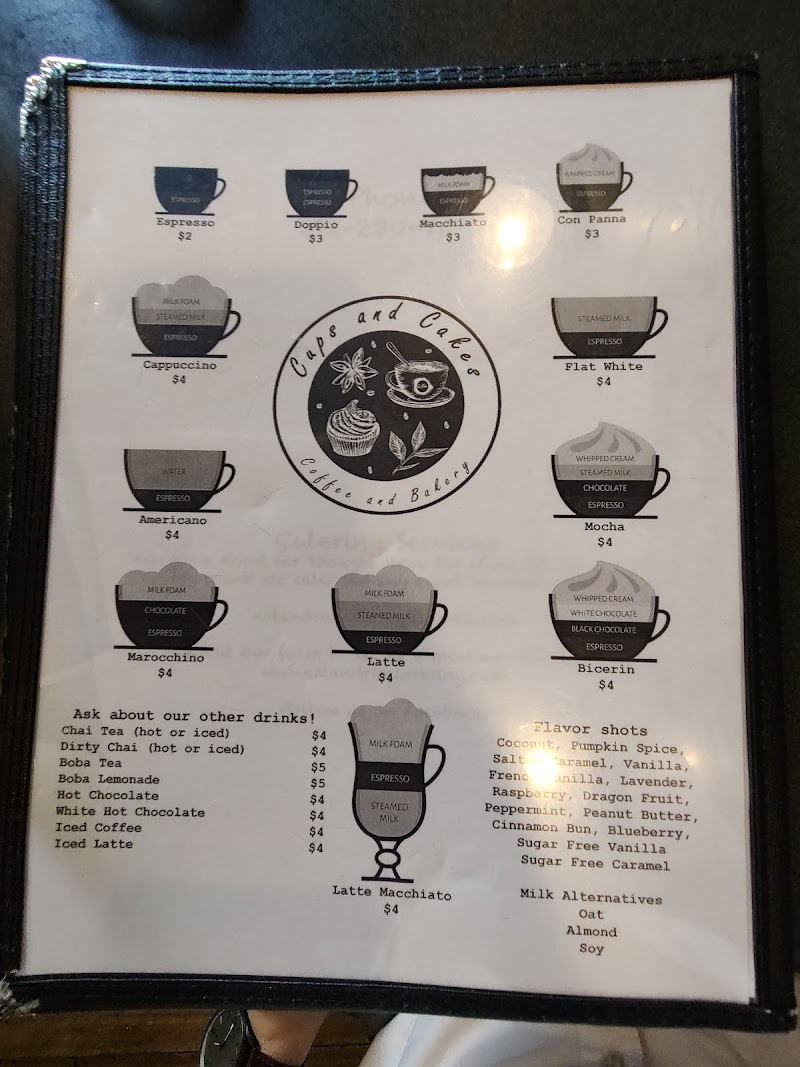 ESPRESSO
Espresso
$2
ESPRESSO
ESPRESSO
Doppio
$3
MILK FOAM
ESPRESSO
Macchiato
$3
WHIPPED CREAM
ESPRESSO
Con Panna
$3
MILK FOAM
STEAMED MILK
ESPRESSO
Cappuccino
$4
Cups and Cakes
Coffee and Bakery
STEAMED MILK
ESPRESSO
Flat White
$4
WATER
ESPRESSO
Americano
$4
WHIPPED CREAM
STEAMED MILK
CHOCOLATE
ESPRESSO
Mocha
$4
MILK FOAM
CHOCOLATE
ESPRESSO
Marocchino
$4
MILK FOAM
STEAMED MILK
ESPRESSO
Latte
$4
WHIPPED CREAM
WHITE CHOCOLATE
BLACK CHOCOLATE
ESPRESSO
Bicerin
$4
Ask about our other drinks!
Chai Tea (hot or iced) $4
Dirty Chai (hot or iced) $4
Boba Tea $5
Boba Lemonade $5
Hot Chocolate $4
White Hot Chocolate $4
Iced Coffee $4
Iced Latte $4
MILK FOAM
ESPRESSO
STEAMED
MILK
Latte Macchiato
$4
Flavor shots
Coconut, Pumpkin Spice,
Salted Caramel, Vanilla,
French Vanilla, Lavender,
Raspberry, Dragon Fruit,
Peppermint, Peanut Butter,
Cinnamon Bun, Blueberry,
Sugar Free Vanilla
Sugar Free Caramel
Milk Alternatives
Oat
Almond
Soy